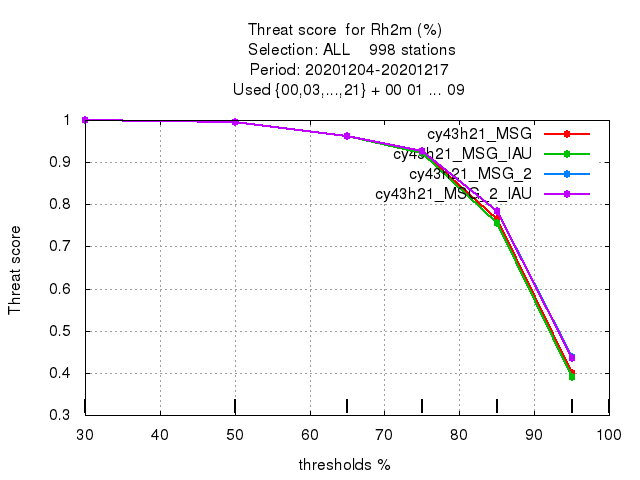 Threat score for Rh2m (%)
Selection: ALL 998 stations
Period: 20201204-20201217
Used {00,03,...,21} + 00 01 ... 09
1
0.9
0.8
0.7
0.6
0.5
0.4
0.3
Threat score
cy43h21_MSG
cy43h21_MSG_IAU
cy43h21_MSG_2
cy43h21_MSG_2_IAU
30 40 50 60 70 80 90 100
thresholds %